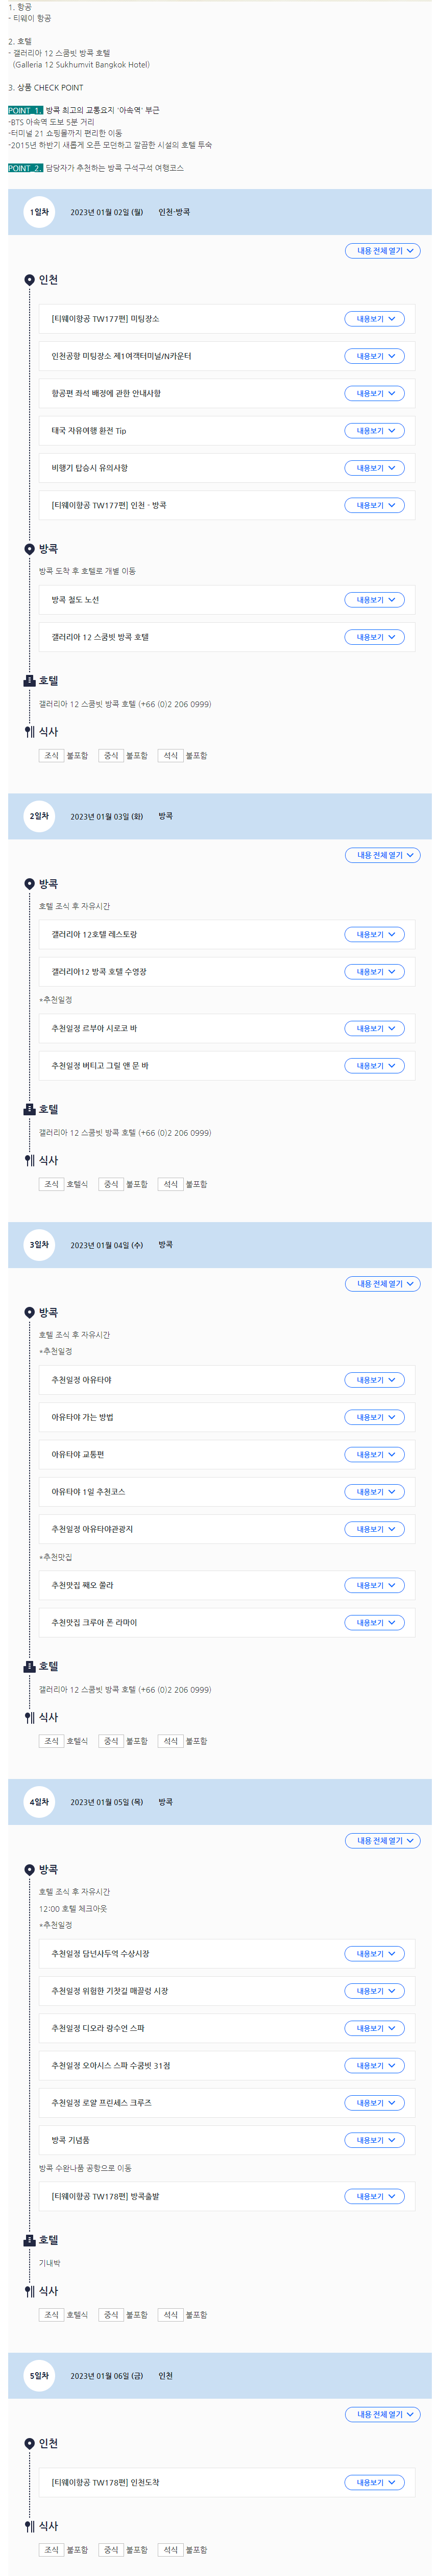 1. 항공
- 티웨이 항공
2. 호텔
- 갤러리아 12 스쿰빗 방콕 호텔
(Galleria 12 Sukhumvit Bangkok Hotel)
3. 상품 CHECK POINT
POINT 1. 방콕 최고의 교통요지 '아속역' 부근
-BTS 아속역 도보 5분 거리
-터미널 21 쇼핑몰까지 편리한 이동
-2015년 하반기 새롭게 오픈 모던하고 깔끔한 시설의 호텔 투숙
POINT 2. 담당자가 추천하는 방콕 구석구석 여행코스
1일차 2023년 01월 02일 (월) 인천-방콕
내용 전체 열기
인천
[티웨이항공 TW177편] 미팅장소 내용보기
인천공항 미팅장소 제1여객터미널/N카운터 내용보기
항공편 좌석 배정에 관한 안내사항 내용보기
태국 자유여행 환전 Tip 내용보기
비행기 탑승시 유의사항 내용보기
[티웨이항공 TW177편] 인천 - 방콕 내용보기
방콕
방콕 도착 후 호텔로 개별 이동
방콕 철도 노선 내용보기
갤러리아 12 스쿰빗 방콕 호텔 내용보기
호텔
갤러리아 12 스쿰빗 방콕 호텔 (+66 (0)2 206 0999)
식사
조식 불포함 중식 불포함 석식 불포함
2일차 2023년 01월 03일 (화) 방콕
내용 전체 열기
방콕
호텔 조식 후 자유시간
갤러리아 12호텔 레스토랑 내용보기
갤러리아12 방콕 호텔 수영장 내용보기
*추천일정
추천일정 르부아 시로코 바 내용보기
추천일정 버티고 그릴 앤 문 바 내용보기
호텔
갤러리아 12 스쿰빗 방콕 호텔 (+66 (0)2 206 0999)
식사
조식 호텔식 중식 불포함 석식 불포함
3일차 2023년 01월 04일 (수) 방콕
내용 전체 열기
방콕
호텔 조식 후 자유시간
*추천일정
추천일정 아유타야 내용보기
아유타야 가는 방법 내용보기
아유타야 교통편 내용보기
아유타야 1일 추천코스 내용보기
추천일정 아유타야관광지 내용보기
*추천맛집
추천맛집 째오 쭐라 내용보기
추천맛집 크루아 폰 라마이 내용보기
호텔
갤러리아 12 스쿰빗 방콕 호텔 (+66 (0)2 206 0999)
식사
조식 호텔식 중식 불포함 석식 불포함
4일차 2023년 01월 05일 (목) 방콕
내용 전체 열기
방콕
호텔 조식 후 자유시간
12:00 호텔 체크아웃
*추천일정
추천일정 담넌사두억 수상시장 내용보기
추천일정 위험한 기찻길 매끌렁 시장 내용보기
추천일정 디오라 랑수언 스파 내용보기
추천일정 오아시스 스파 수쿰빗 31점 내용보기
추천일정 로얄 프린세스 크루즈 내용보기
방콕 기념품 내용보기
방콕 수완나품 공항으로 이동
[티웨이항공 TW178편] 방콕출발 내용보기
호텔
기내박
식사
조식 호텔식 중식 불포함 석식 불포함
5일차 2023년 01월 06일 (금) 인천
내용 전체 열기
인천
[티웨이항공 TW178편] 인천도착 내용보기
식사
조식 불포함 중식 불포함 석식 불포함